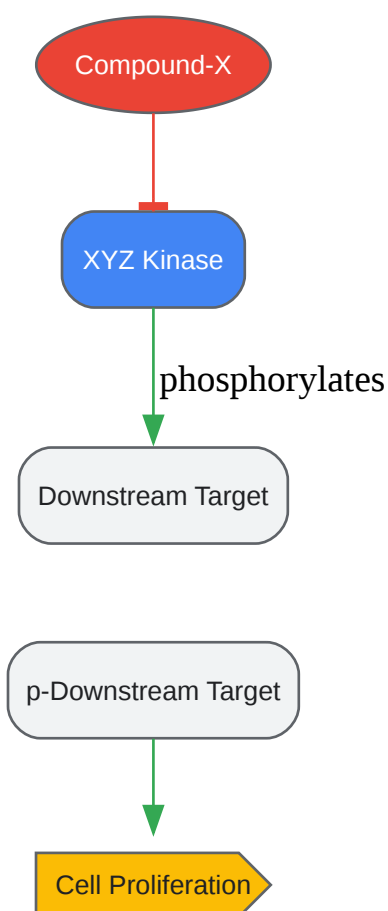 Compound-X
XYZ Kinase
phosphorylates
Downstream Target
p-Downstream Target
Cell Proliferation